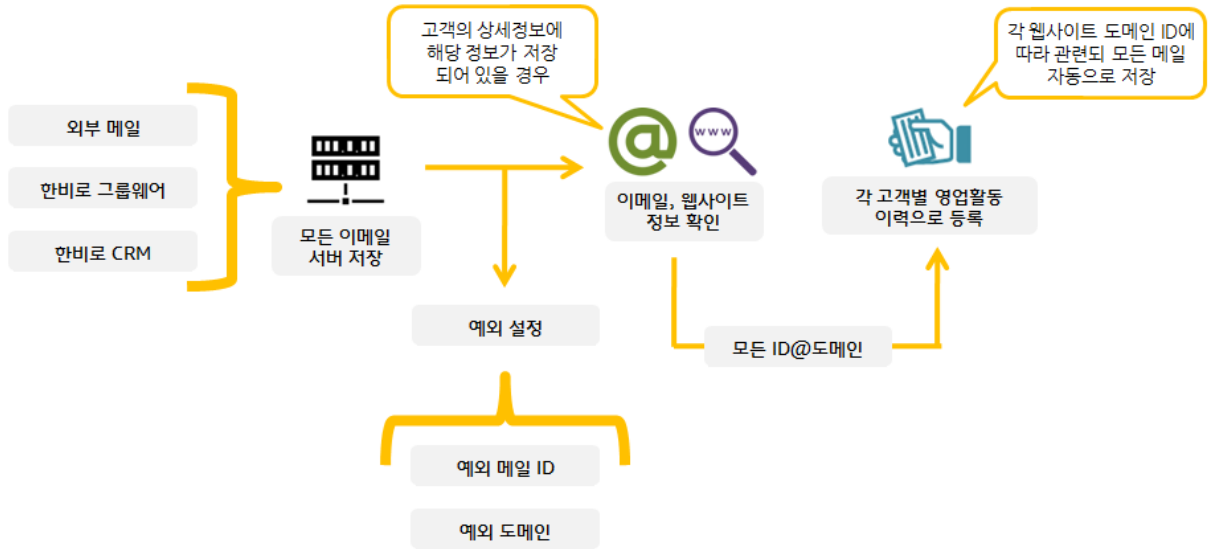 고객의 상세정보에
해당 정보가 저장
되어 있을 경우
각 웹사이트 도메인 ID에
따라 관련되 모든 메일
자동으로 저장
외부 메일
한비로 그룹웨어
한비로 CRM
모든 이메일
서버 저장
www
이메일, 웹사이트
정보 확인
각 고객별 영업활동
이력으로 등록
예외 설정
모든 ID@도메인
예외 메일 ID
예외 도메인